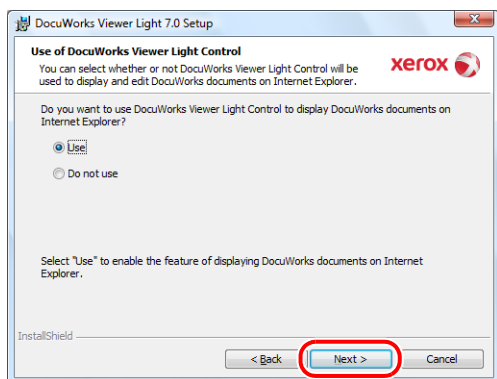 DocuWorks Viewer Light 7.0 Setup
Use of DocuWorks Viewer Light Control
You can select whether or not DocuWorks Viewer Light Control will be
used to display and edit DocuWorks documents on Internet Explorer.
xerox
Do you want to use DocuWorks Viewer Light Control to display DocuWorks documents on
Internet Explorer?
Use
Do not use
Select "Use" to enable the feature of displaying DocuWorks documents on Internet
Explorer.
InstallShield
< Back Next > Cancel